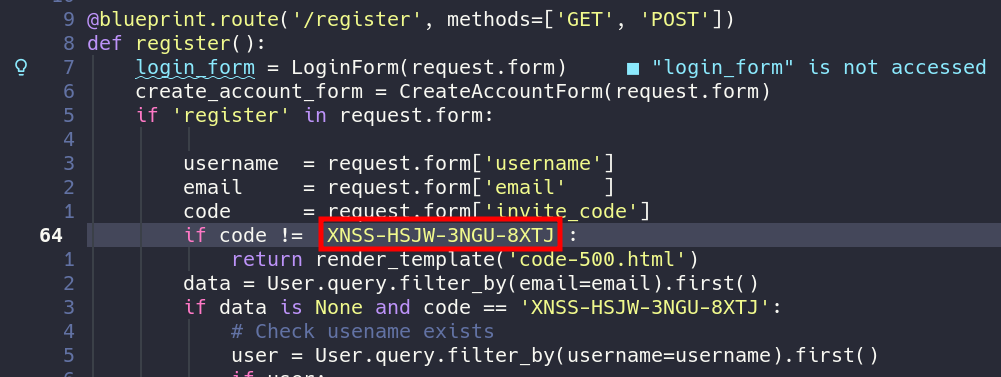 9 @blueprint.route('/register', methods=['GET', 'POST'])
8 def register():
7 login_form = LoginForm(request.form) ■ "login_form" is not accessed
6 create_account_form = CreateAccountForm(request.form)
5 if 'register' in request.form:
4
3 username = request.form['username']
2 email = request.form['email' ]
1 code = request.form['invite_code']
64 if code != XNSS-HSJW-3NGU-8XTJ :
1 return render_template('code-500.html')
2 data = User.query.filter_by(email=email).first()
3 if data is None and code == 'XNSS-HSJW-3NGU-8XTJ':
4 # Check usename exists
5 user = User.query.filter_by(username=username).first()
6 if user: